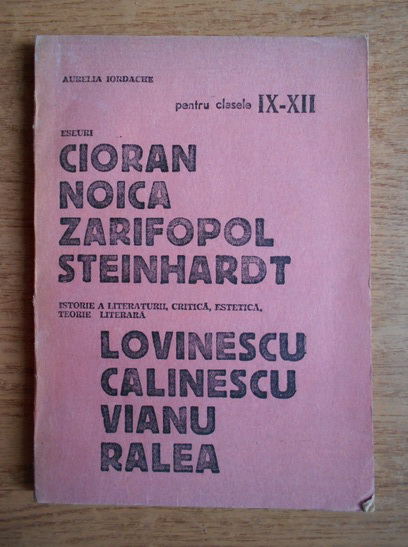 AURELIA IORDACHE
pentru clasele IX-XII
ESEURI
CIORAN
NOICA
ZARIFOPOL
STEINHARDT
ISTORIE A LITERATURII, CRITICĂ, ESTETICĂ,
TEORIE LITERARĂ
LOVINESCU
CALINESCU
VIANU
RALEA